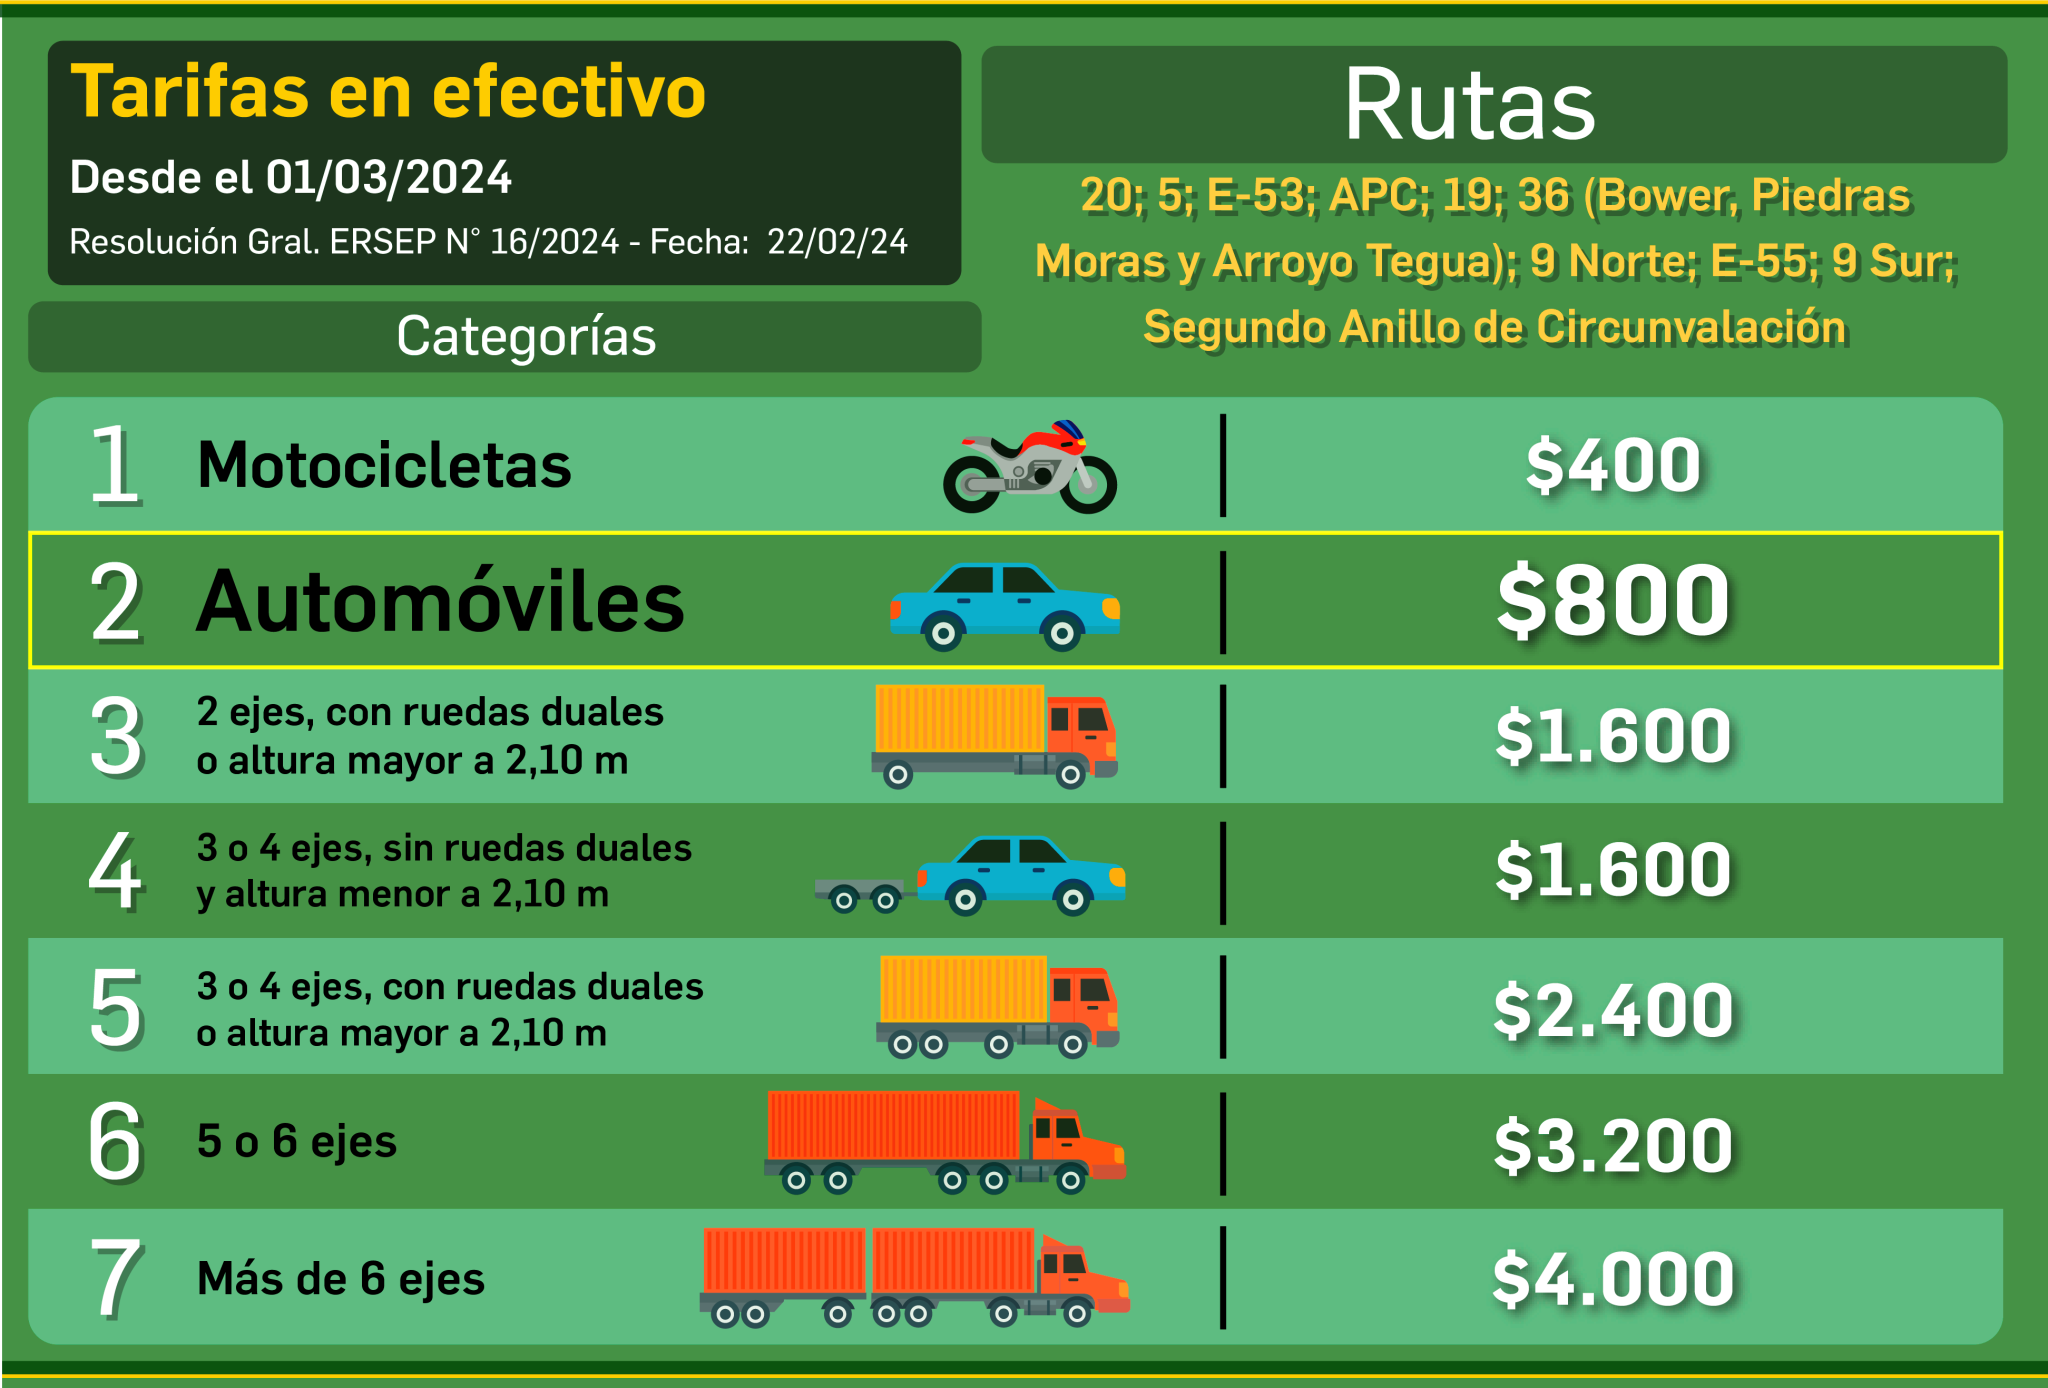 Tarifas en efectivo
Desde el 01/03/2024
Resolución Gral. ERSEP N° 16/2024 - Fecha: 22/02/24
Rutas
20; 5; E-53; APC; 19; 36 (Bower, Piedras
Moras y Arroyo Tegua); 9 Norte; E-55; 9 Sur;
Segundo Anillo de Circunvalación
Categorías
1 Motocicletas $400
2 Automóviles $800
3 2 ejes, con ruedas duales
o altura mayor a 2,10 m $1.600
4 3 o 4 ejes, sin ruedas duales
y altura menor a 2,10 m $1.600
5 3 o 4 ejes, con ruedas duales
o altura mayor a 2,10 m $2.400
6 5 o 6 ejes $3.200
7 Más de 6 ejes $4.000